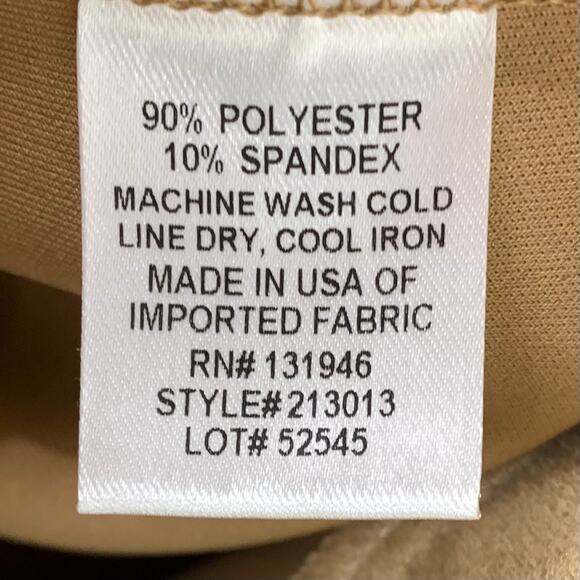 90% POLYESTER
10% SPANDEX
MACHINE WASH COLD
LINE DRY, COOL IRON
MADE IN USA OF
IMPORTED FABRIC
RN# 131946
STYLE# 213013
LOT# 52545